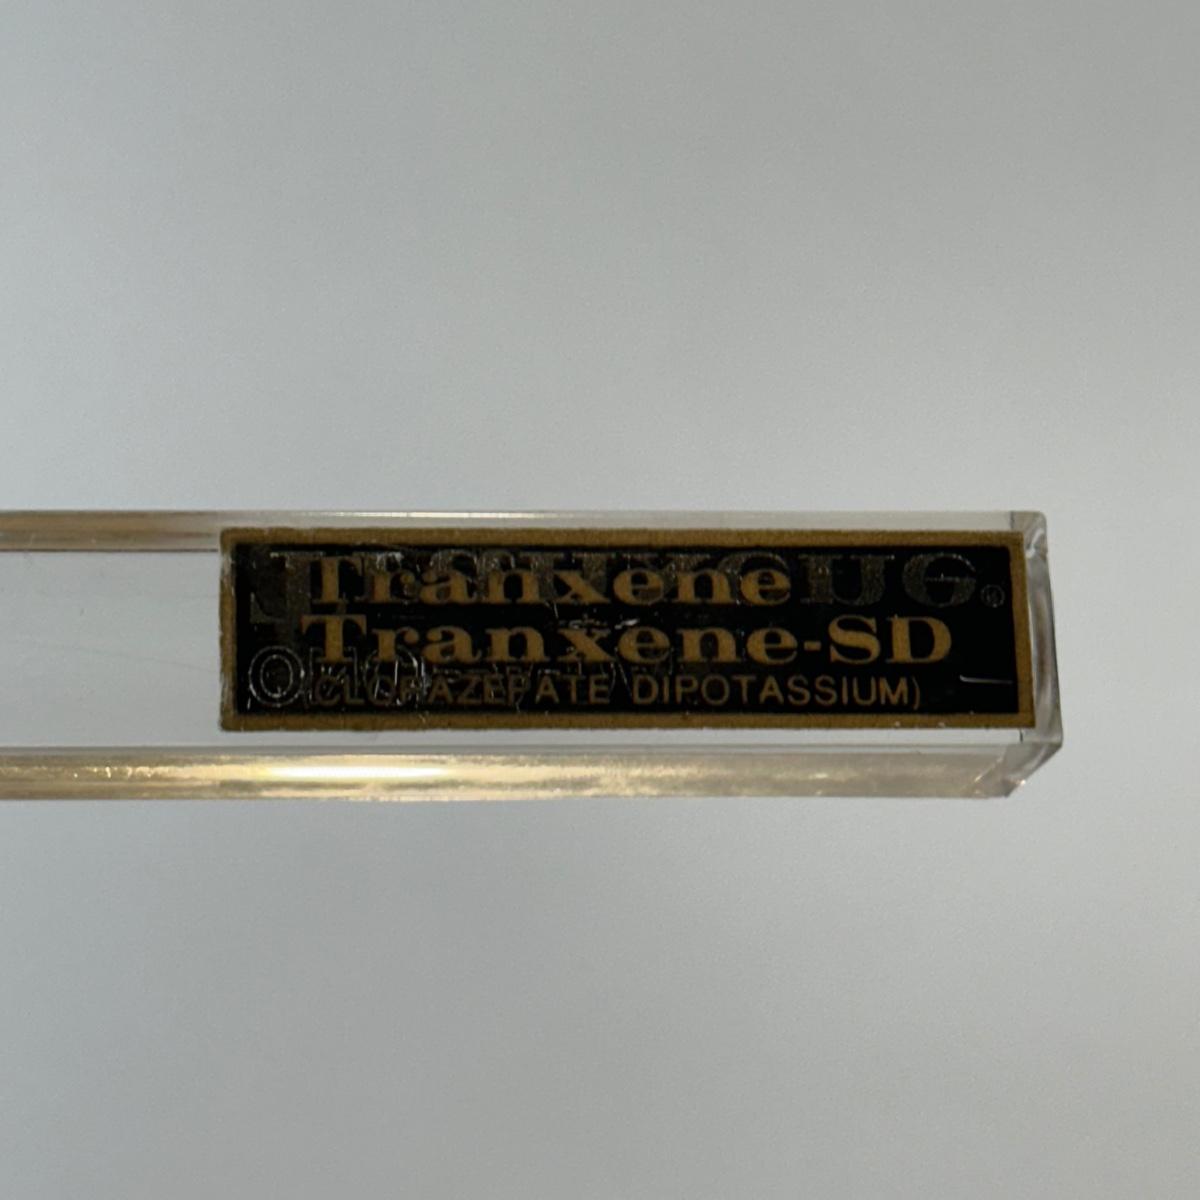 Tranxene
Tranxene-SD
(CLORAZEPATE DIPOTASSIUM)